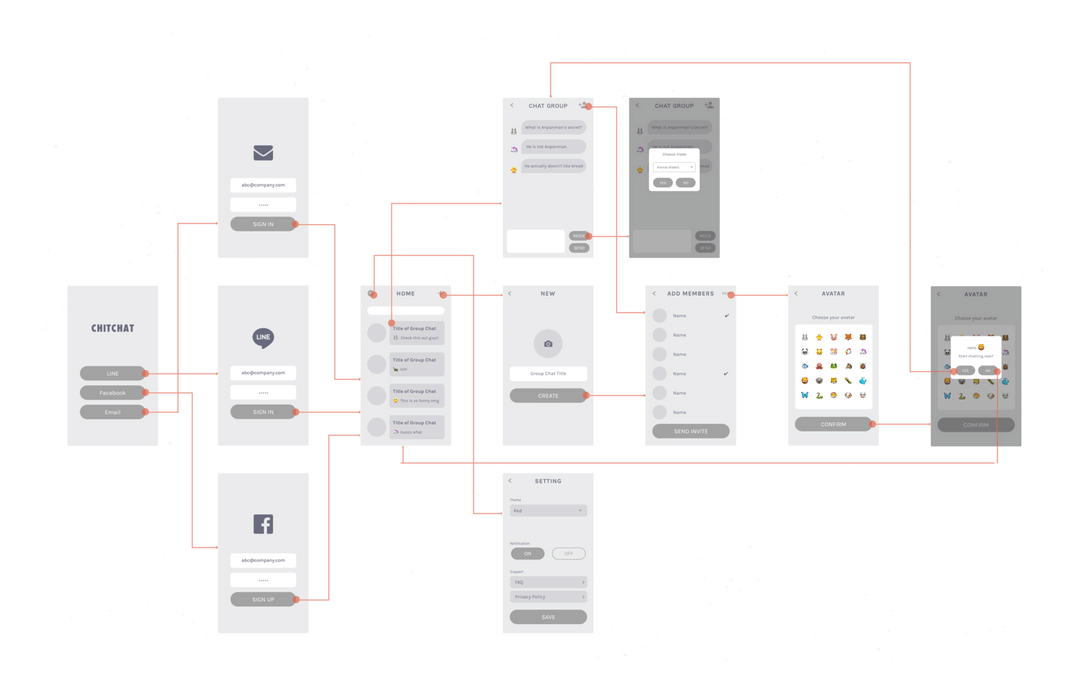 CHITCHAT
LINE
Facebook
Email
abc@company.com
•••••
SIGN IN
LINE
abc@company.com
•••••
SIGN IN
abc@company.com
•••••
SIGN UP
HOME
Title of Group Chat
Check this out guys!
Title of Group Chat
Title of Group Chat
This is so funny omg
Title of Group Chat
Guess what
CHAT GROUP
What is Anpanman's secret?
He is not Anpanman.
He actually doesn't like bread
MODE
SEND
CHAT GROUP
What is Anpanman's secret?
He is not Anpanman.
Choose mode
YES
NO
MODE
SEND
NEW
Group Chat Title
CREATE
ADD MEMBERS
Name
Name
Name
Name
Name
Name
SEND INVITE
AVATAR
Choose your avatar
CONFIRM
AVATAR
Choose your avatar
Hello
Start chatting now?
YES
NO
CONFIRM
SETTING
Theme
Red
Notification
ON
OFF
Support
FAQ
Privacy Policy
SAVE